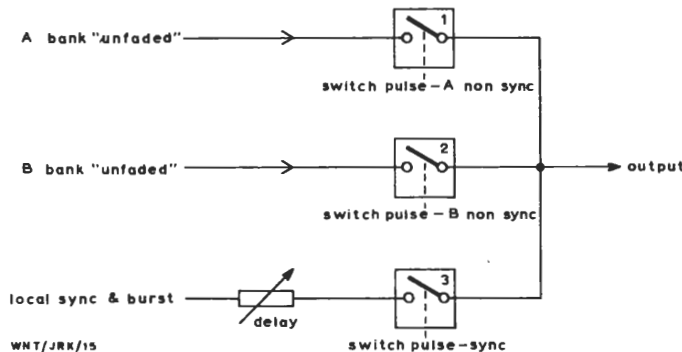 1
A bank "unfaded"
switch pulse-A non sync
2
B bank "unfaded"
output
switch pulse-B non sync
3
local sync & burst
delay
switch pulse-sync
WNT/JRK/15